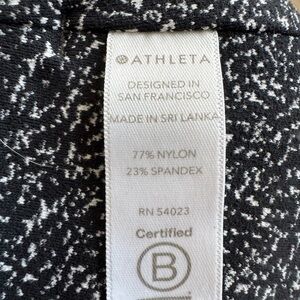 ATHLETA
DESIGNED IN
SAN FRANCISCO
MADE IN SRI LANKA
77% NYLON
23% SPANDEX
RN 54023
Certified
B